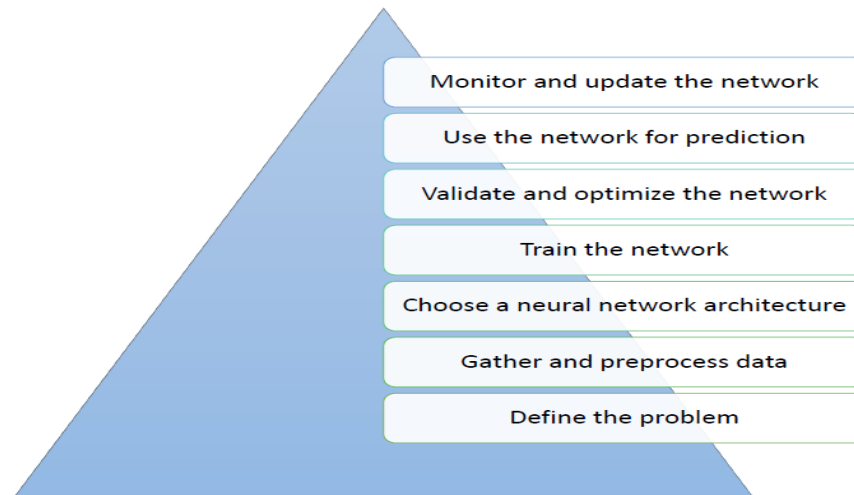 Monitor and update the network
Use the network for prediction
Validate and optimize the network
Train the network
Choose a neural network architecture
Gather and preprocess data
Define the problem